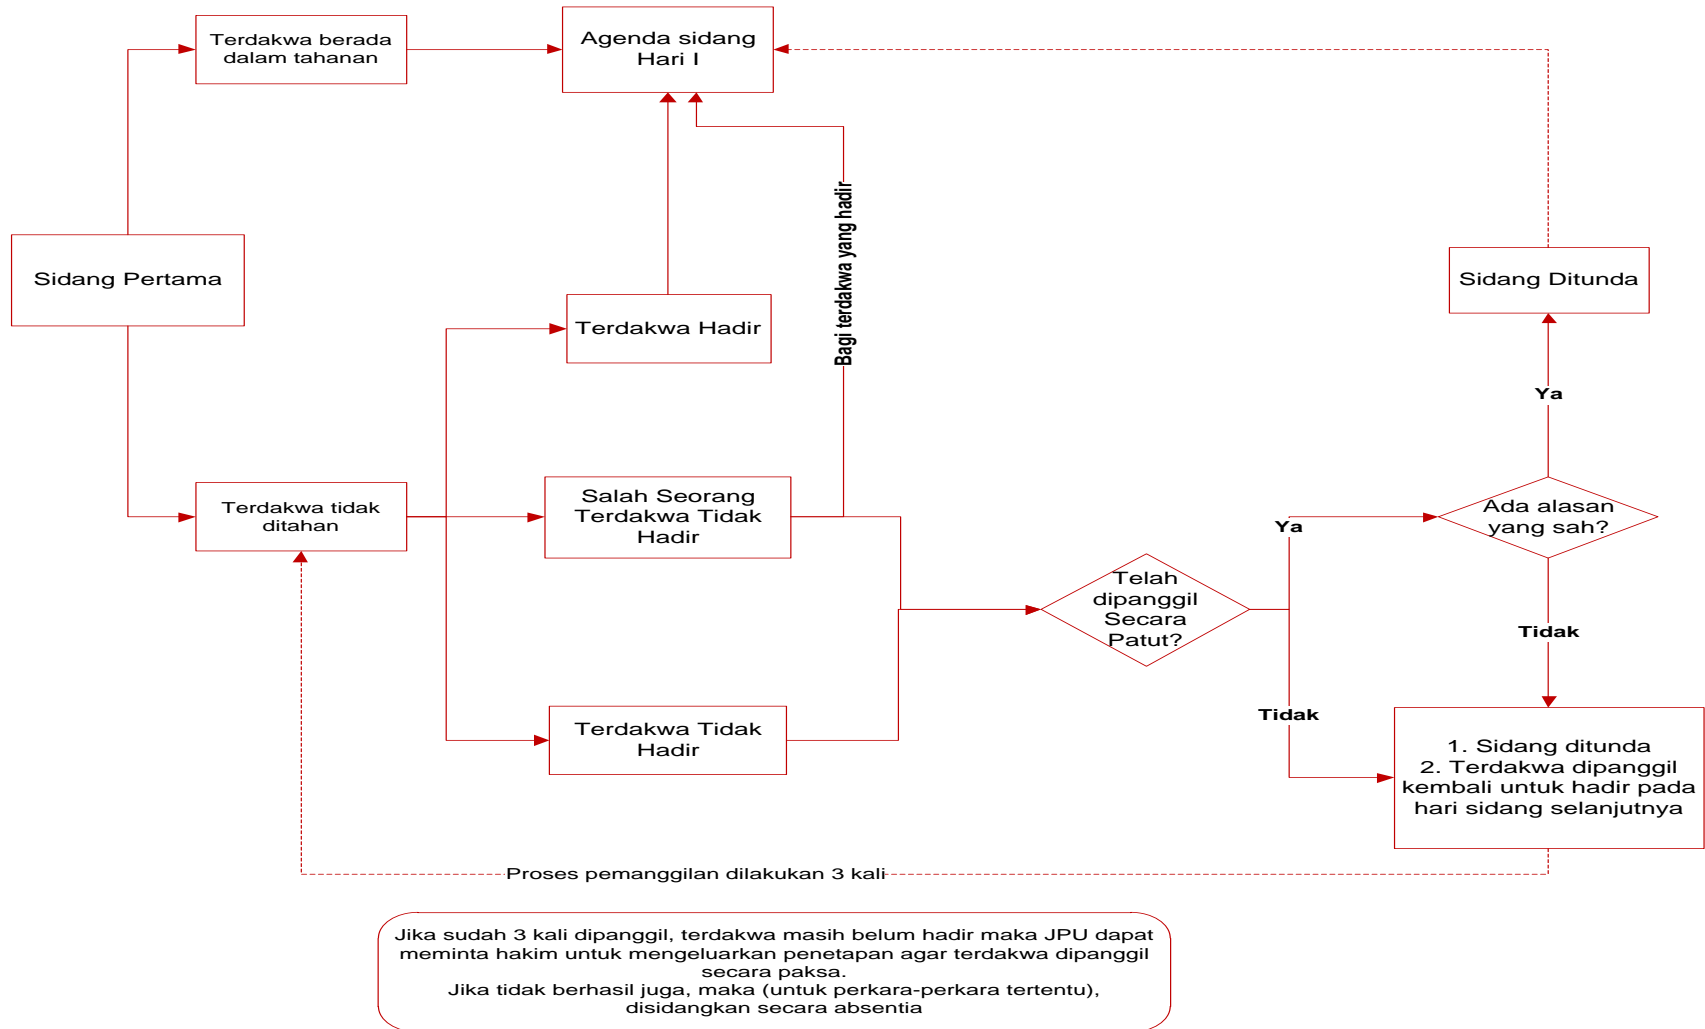 Terdakwa berada
dalam tahanan
Agenda sidang
Hari I
Bagi terdakwa yang hadir
Sidang Pertama
Sidang Ditunda
Terdakwa Hadir
Ya
Terdakwa tidak
ditahan
Salah Seorang
Terdakwa Tidak
Hadir
Ya
Ada alasan
yang sah?
Telah
dipanggil
Secara
Patut?
Tidak
Tidak
Terdakwa Tidak
Hadir
1. Sidang ditunda
2. Terdakwa dipanggil
kembali untuk hadir pada
hari sidang selanjutnya
Proses pemanggilan dilakukan 3 kali
Jika sudah 3 kali dipanggil, terdakwa masih belum hadir maka JPU dapat
meminta hakim untuk mengeluarkan penetapan agar terdakwa dipanggil
secara paksa.
Jika tidak berhasil juga, maka (untuk perkara-perkara tertentu),
disidangkan secara absentia